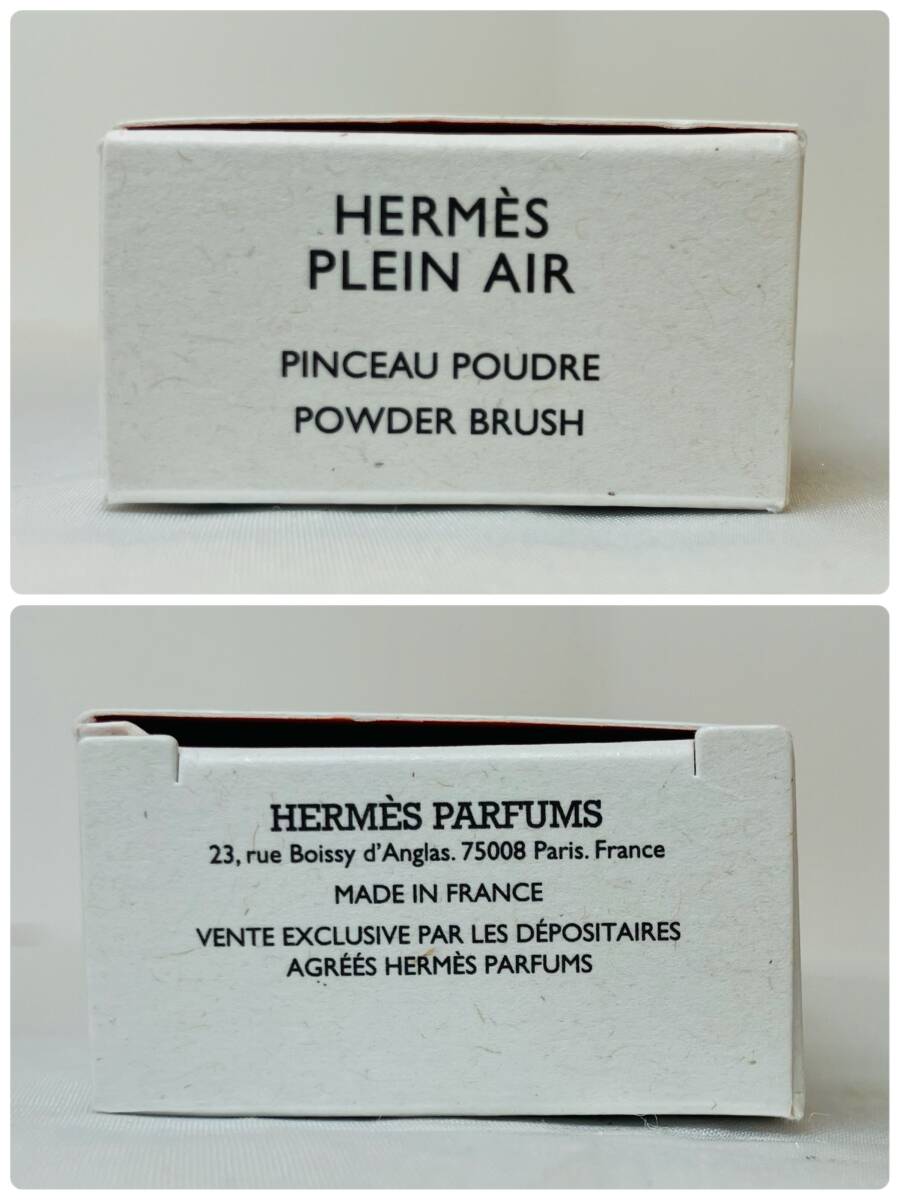 HERMÈS
PLEIN AIR
PINCEAU POUDRE
POWDER BRUSH
HERMÈS PARFUMS
23, rue Boissy d'Anglas. 75008 Paris. France
MADE IN FRANCE
VENTE EXCLUSIVE PAR LES DÉPOSITAIRES
AGRÉÉS HERMÈS PARFUMS